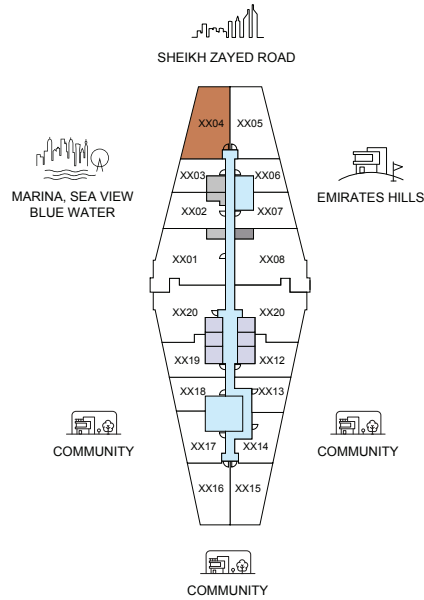 SHEIKH ZAYED ROAD
XX04 XX05
MARINA, SEA VIEW
BLUE WATER
XX03 XX06
EMIRATES HILLS
XX02 XX07
XX01 XX08
XX20 XX20
XX19 XX12
XX18 XX13
COMMUNITY
XX17 XX14
COMMUNITY
XX16 XX15
COMMUNITY